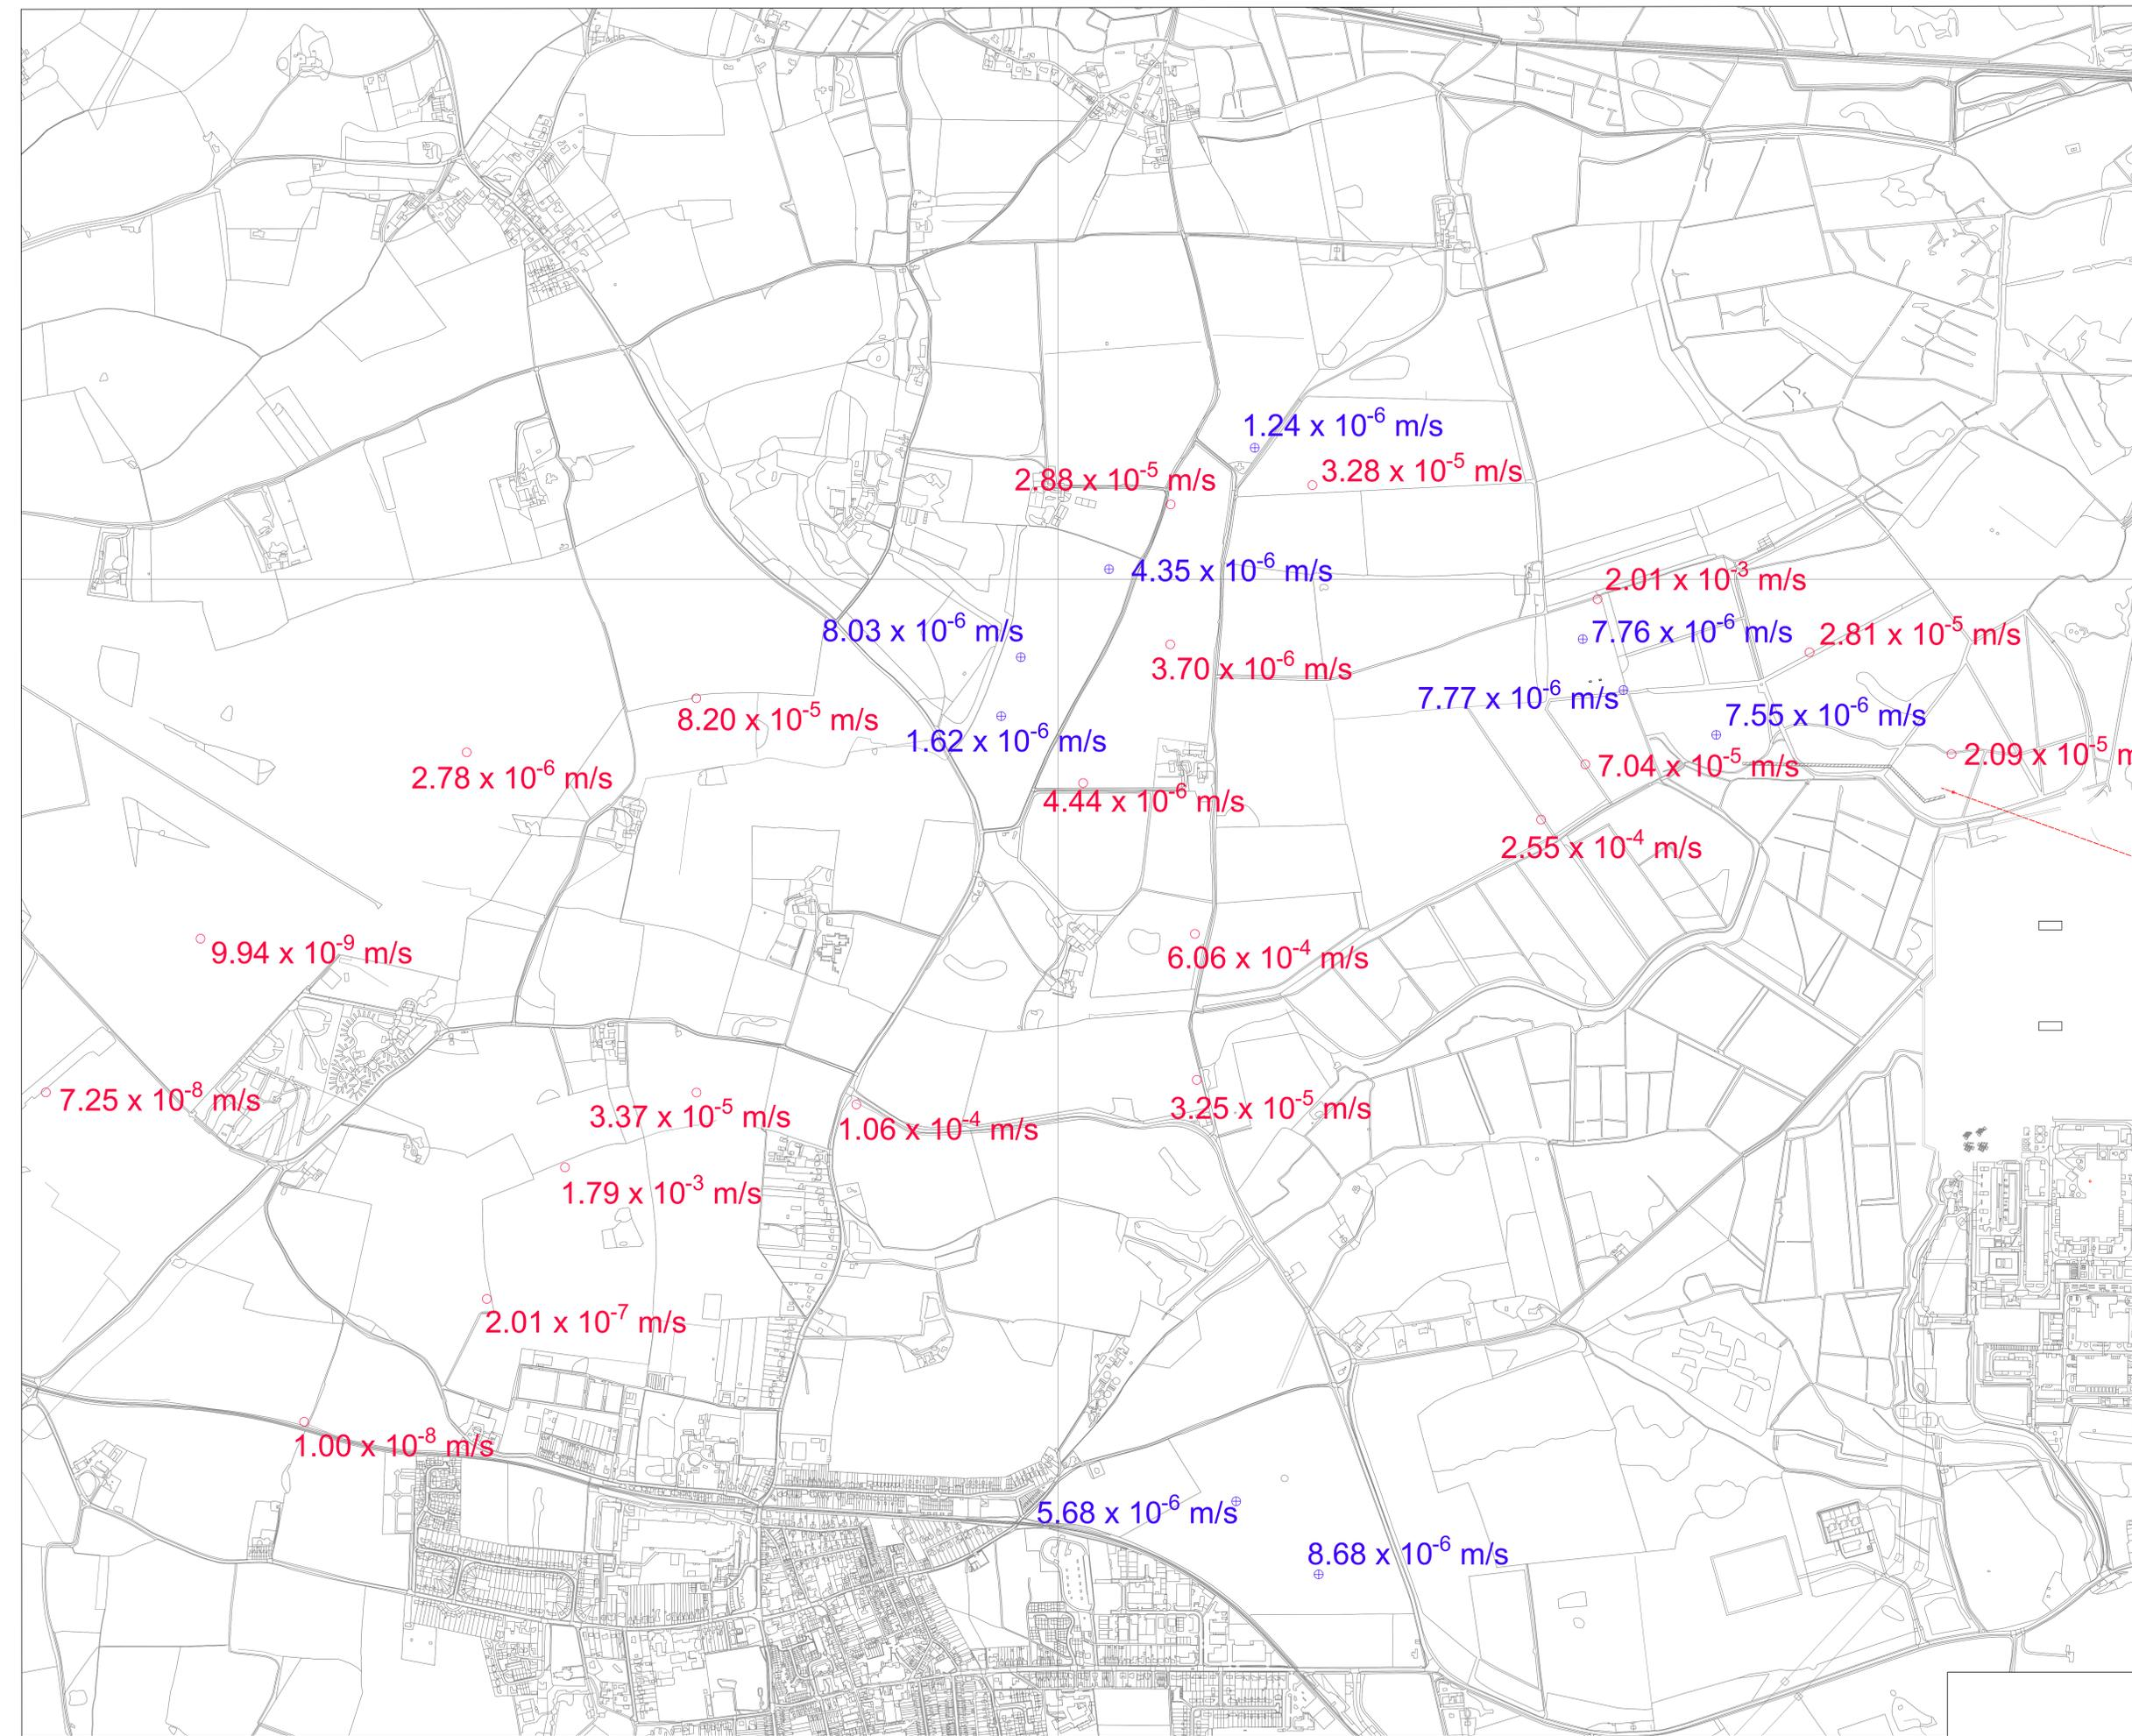 1.24 x 10⁻⁶ m/s
3.28 x 10⁻⁵ m/s
2.88 x 10⁻⁵ m/s
4.35 x 10⁻⁶ m/s
2.01 x 10⁻³ m/s
8.03 x 10⁻⁶ m/s
7.76 x 10⁻⁶ m/s
2.81 x 10⁻⁵ m/s
3.70 x 10⁻⁶ m/s
7.77 x 10⁻⁶ m/s
8.20 x 10⁻⁵ m/s
7.55 x 10⁻⁶ m/s
1.62 x 10⁻⁶ m/s
2.09 x 10⁻⁵ m
7.04 x 10⁻⁵ m/s
2.78 x 10⁻⁶ m/s
4.44 x 10⁻⁶ m/s
2.55 x 10⁻⁴ m/s
9.94 x 10⁻⁹ m/s
6.06 x 10⁻⁴ m/s
7.25 x 10⁻⁸ m/s
3.25 x 10⁻⁵ m/s
3.37 x 10⁻⁵ m/s
1.06 x 10⁻⁴ m/s
1.79 x 10⁻³ m/s
2.01 x 10⁻⁷ m/s
1.00 x 10⁻⁸ m/s
5.68 x 10⁻⁶ m/s
8.68 x 10⁻⁶ m/s